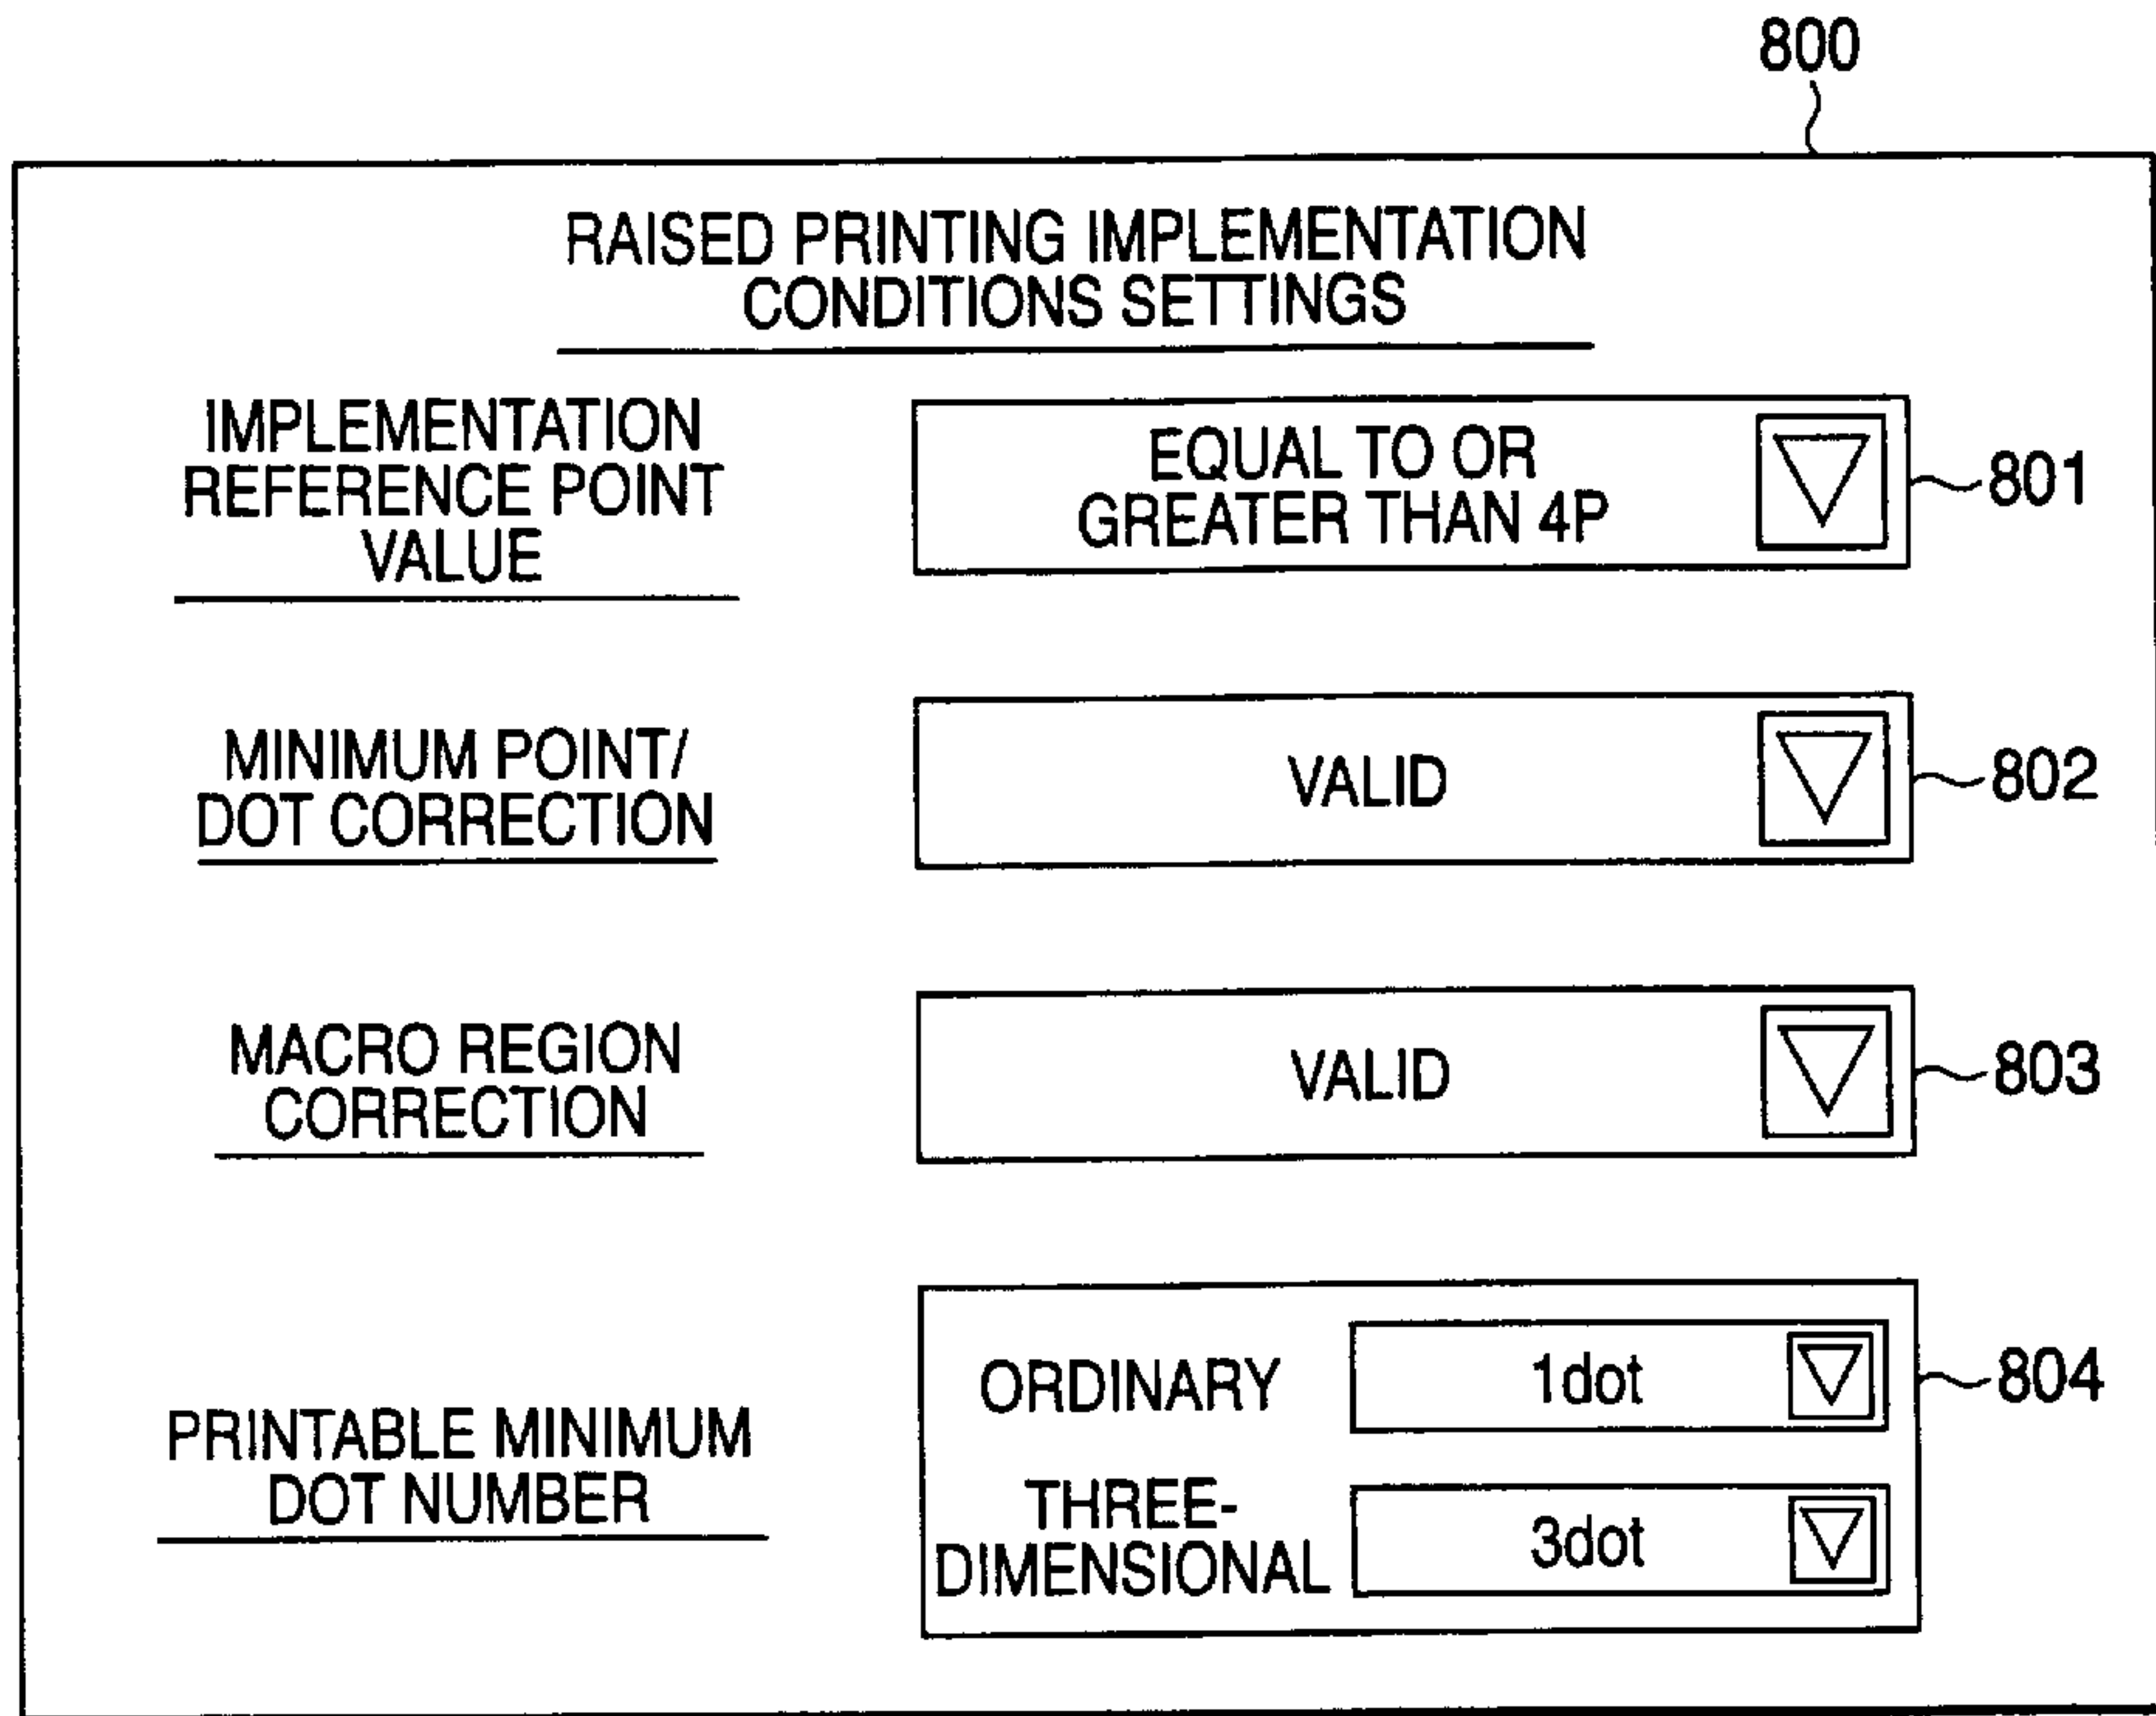 800
RAISED PRINTING IMPLEMENTATION
CONDITIONS SETTINGS
IMPLEMENTATION
REFERENCE POINT
VALUE
EQUAL TO OR
GREATER THAN 4P
801
MINIMUM POINT/
DOT CORRECTION
VALID
802
MACRO REGION
CORRECTION
VALID
803
PRINTABLE MINIMUM
DOT NUMBER
ORDINARY
1dot
804
THREE-
DIMENSIONAL
3dot